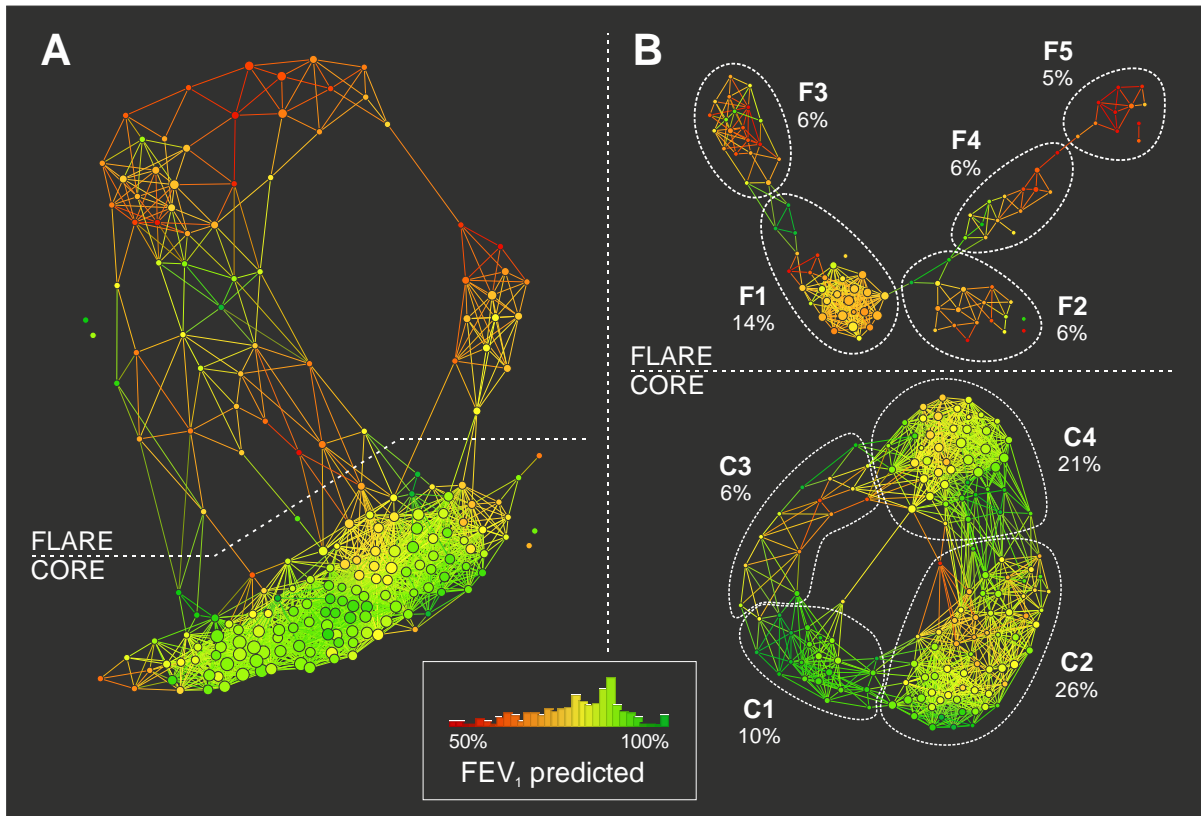 A
FLARE
CORE
B
F3
6%
F5
5%
F4
6%
F1
14%
F2
6%
FLARE
CORE
C3
6%
C4
21%
C1
10%
C2
26%
50% 100%
FEV₁ predicted